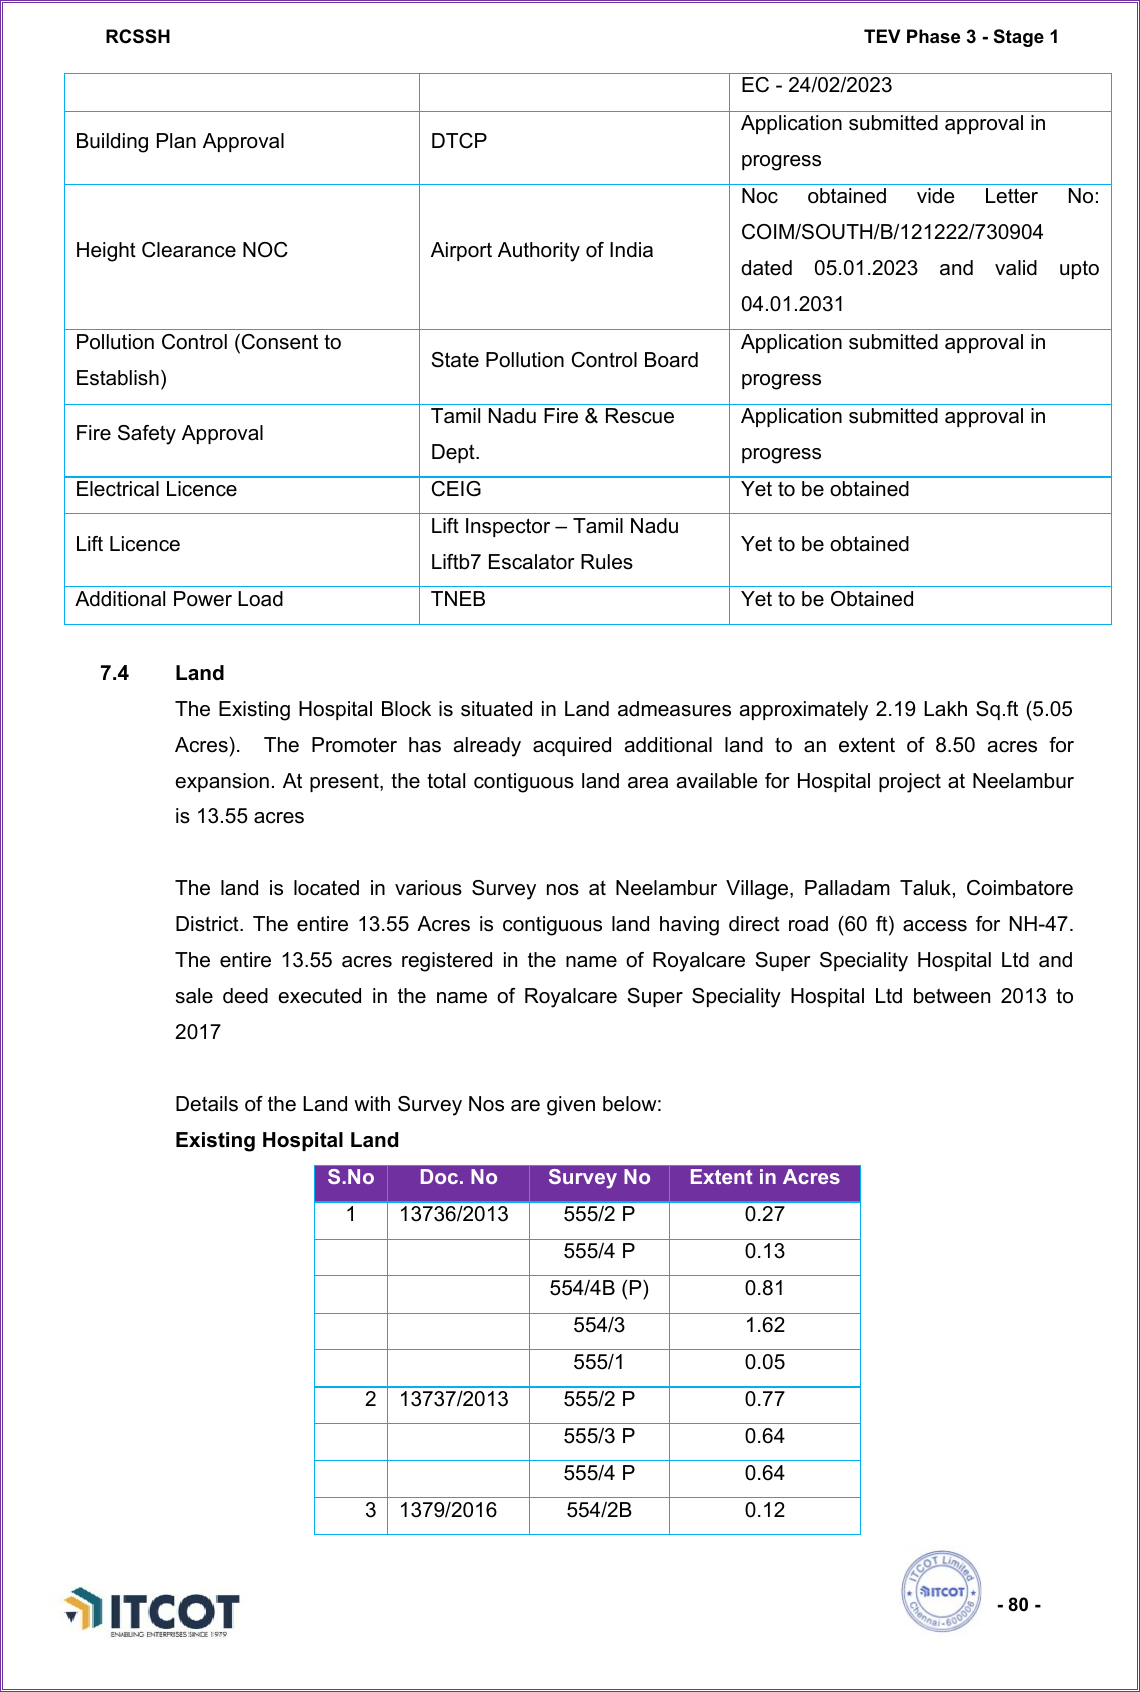 RCSSH TEV Phase 3 - Stage 1
EC - 24/02/2023
Building Plan Approval DTCP Application submitted approval in
progress
Height Clearance NOC Airport Authority of India Noc obtained vide Letter No:
COIM/SOUTH/B/121222/730904
dated 05.01.2023 and valid upto
04.01.2031
Pollution Control (Consent to
Establish) State Pollution Control Board Application submitted approval in
progress
Fire Safety Approval Tamil Nadu Fire & Rescue
Dept. Application submitted approval in
progress
Electrical Licence CEIG Yet to be obtained
Lift Licence Lift Inspector – Tamil Nadu
Liftb7 Escalator Rules Yet to be obtained
Additional Power Load TNEB Yet to be Obtained
7.4 Land
The Existing Hospital Block is situated in Land admeasures approximately 2.19 Lakh Sq.ft (5.05
Acres). The Promoter has already acquired additional land to an extent of 8.50 acres for
expansion. At present, the total contiguous land area available for Hospital project at Neelambur
is 13.55 acres
The land is located in various Survey nos at Neelambur Village, Palladam Taluk, Coimbatore
District. The entire 13.55 Acres is contiguous land having direct road (60 ft) access for NH-47.
The entire 13.55 acres registered in the name of Royalcare Super Speciality Hospital Ltd and
sale deed executed in the name of Royalcare Super Speciality Hospital Ltd between 2013 to
2017
Details of the Land with Survey Nos are given below:
Existing Hospital Land
S.No Doc. No Survey No Extent in Acres
1 13736/2013 555/2 P 0.27
555/4 P 0.13
554/4B (P) 0.81
554/3 1.62
555/1 0.05
2 13737/2013 555/2 P 0.77
555/3 P 0.64
555/4 P 0.64
3 1379/2016 554/2B 0.12
ITCOT
ENABLING ENTERPRISES SINCE 1979
ITCOT Limited
ITCOT
Chennai-600006
- 80 -